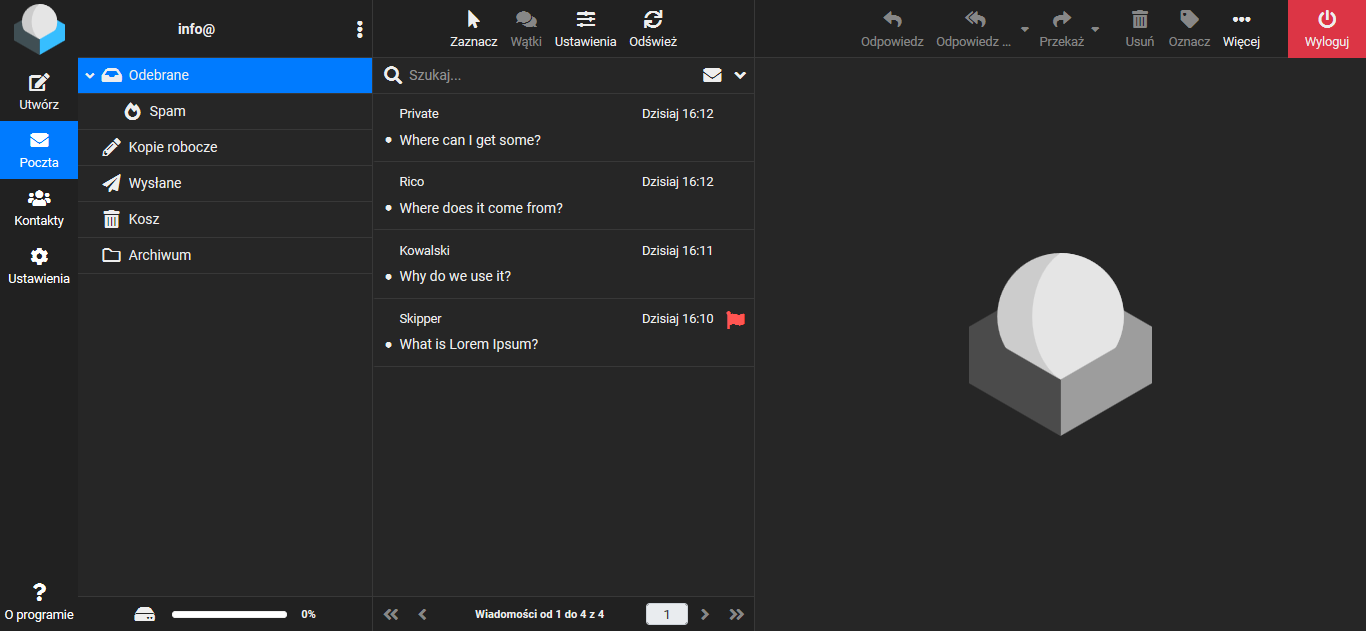 info@
Utwórz
Poczta
Kontakty
Ustawienia
O programie
Odebrane
Spam
Kopie robocze
Wysłane
Kosz
Archiwum
0%
Zaznacz Wątki Ustawienia Odśwież
Szukaj...
Private Dzisiaj 16:12
• Where can I get some?
Rico Dzisiaj 16:12
• Where does it come from?
Kowalski Dzisiaj 16:11
• Why do we use it?
Skipper Dzisiaj 16:10
• What is Lorem Ipsum?
Wiadomości od 1 do 4 z 4 1
Odpowiedz Odpowiedz ... Przekaż Usuń Oznacz Więcej Wyloguj